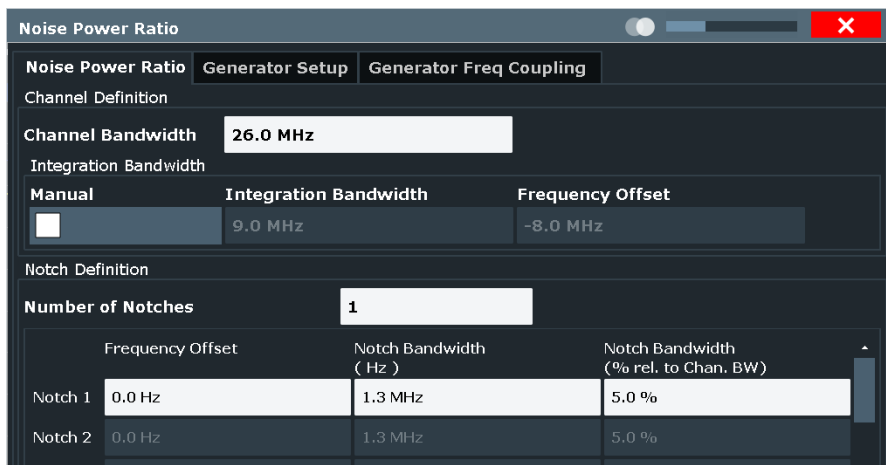 Noise Power Ratio
Noise Power Ratio Generator Setup Generator Freq Coupling
Channel Definition
Channel Bandwidth 26.0 MHz
Integration Bandwidth
Manual Integration Bandwidth Frequency Offset
9.0 MHz -8.0 MHz
Notch Definition
Number of Notches 1
Frequency Offset Notch Bandwidth Notch Bandwidth
( Hz ) (% rel. to Chan. BW)
Notch 1 0.0 Hz 1.3 MHz 5.0 %
Notch 2 0.0 Hz 1.3 MHz 5.0 %